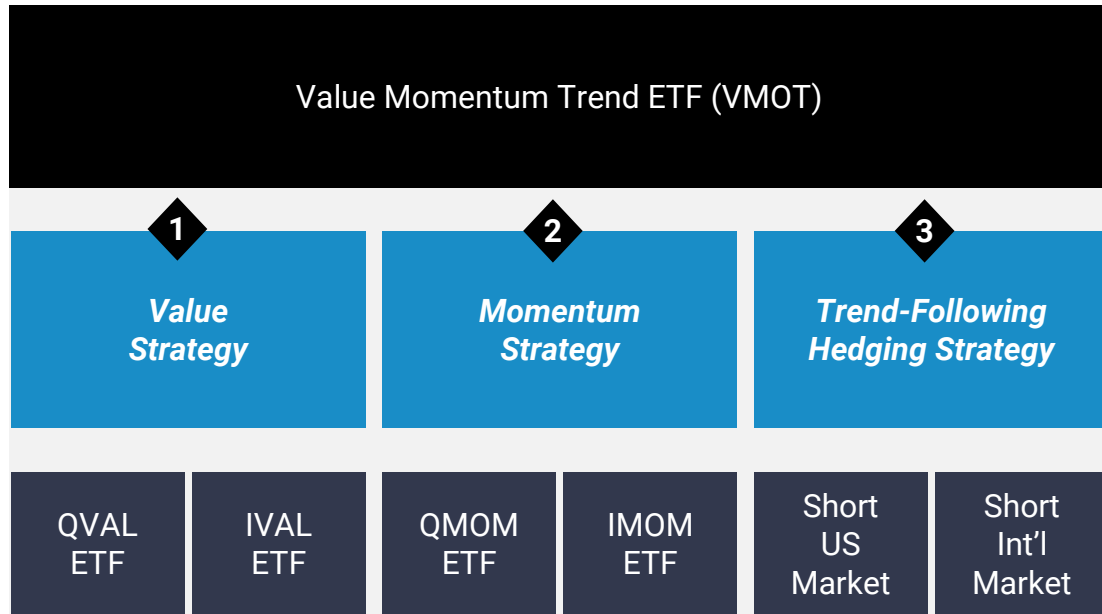 Value Momentum Trend ETF (VMOT)
1
2
3
Value
Strategy
Momentum
Strategy
Trend-Following
Hedging Strategy
QVAL
ETF
IVAL
ETF
QMOM
ETF
IMOM
ETF
Short
US
Market
Short
Int’l
Market